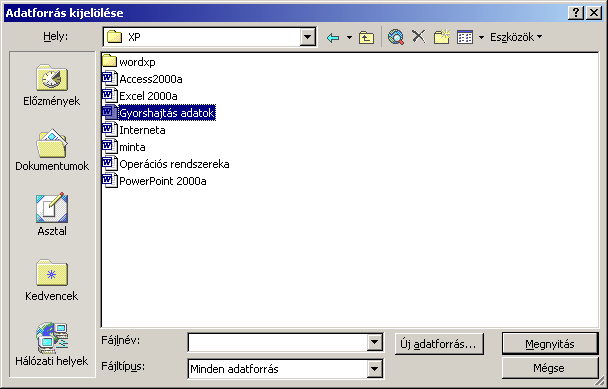 Adatforrás kijelölése
Hely: XP Eszközök
wordxp
Access2000a
Excel 2000a
Gyorshajtás adatok
Interneta
minta
Operációs rendszereka
PowerPoint 2000a
Előzmények
Dokumentumok
Asztal
Kedvencek
Hálózati helyek
Fájlnév: Új adatforrás... Megnyitás
Fájltípus: Minden adatforrás Mégse